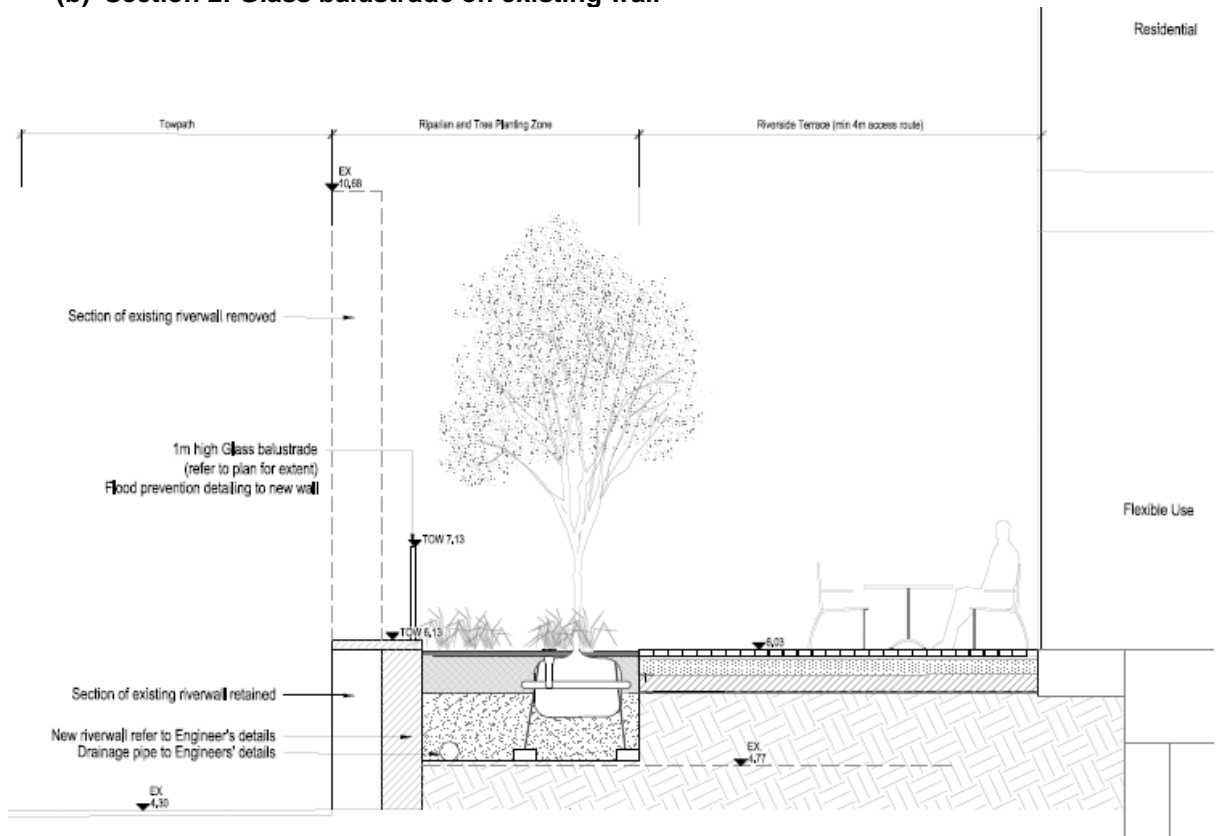 (b) Section 2: Glass balustrade on existing wall
Residential
Towpath
Riparian and Tree Planting Zone
Riverside Terrace (min 4m access route)
EX
10.68
Section of existing riverwall removed
1m high Glass balustrade
(refer to plan for extent)
Flood prevention detailing to new wall
Flexible Use
TOW 7.13
TOW 6.13
6.03
Section of existing riverwall retained
New riverwall refer to Engineer's details
Drainage pipe to Engineers' details
EX
4.77
EX
4.30